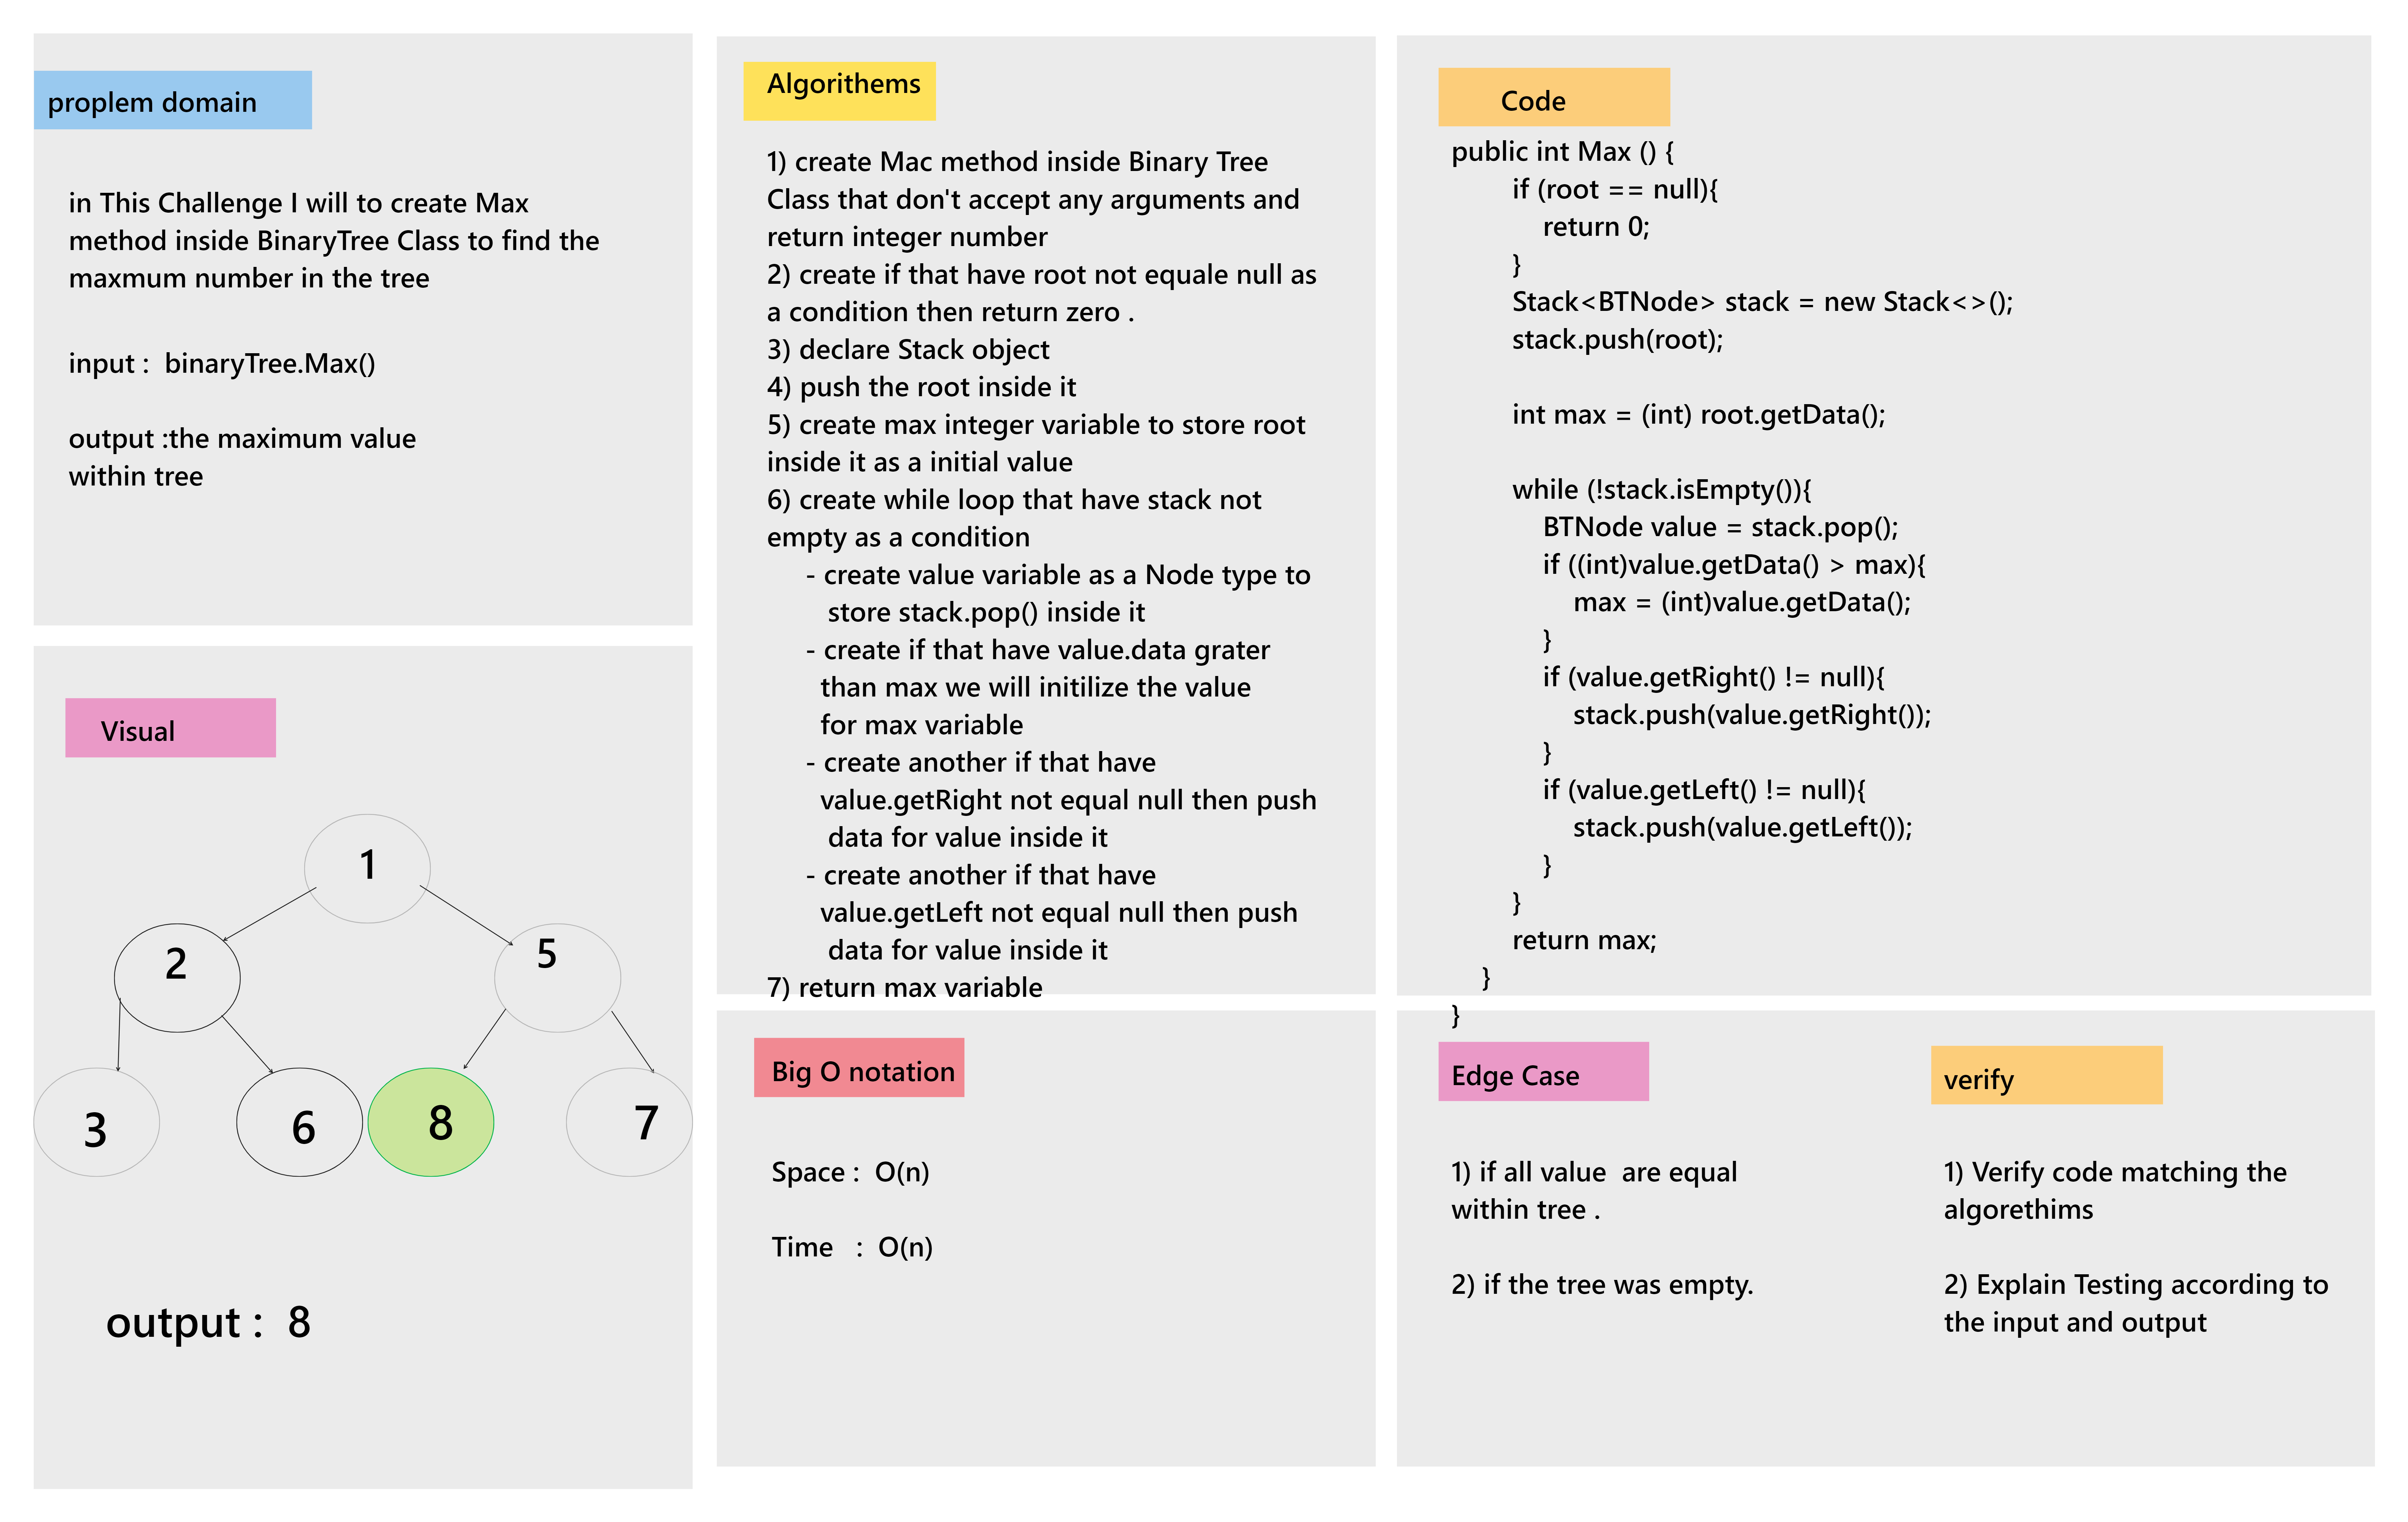 proplem domain
in This Challenge I will to create Max
method inside BinaryTree Class to find the
maxmum number in the tree
input :  binaryTree.Max()
output :the maximum value
within tree
Visual
1
2
5
3
6
8
7
output :  8
Algorithems
1) create Mac method inside Binary Tree
Class that don't accept any arguments and
return integer number
2) create if that have root not equale null as
a condition then return zero .
3) declare Stack object
4) push the root inside it
5) create max integer variable to store root
inside it as a initial value
6) create while loop that have stack not
empty as a condition
- create value variable as a Node type to
store stack.pop() inside it
- create if that have value.data grater
than max we will initilize the value
for max variable
- create another if that have
value.getRight not equal null then push
data for value inside it
- create another if that have
value.getLeft not equal null then push
data for value inside it
7) return max variable
Big O notation
Space :  O(n)
Time   :  O(n)
Code
public int Max () {
if (root == null){
return 0;
}
Stack<BTNode> stack = new Stack<>();
stack.push(root);
int max = (int) root.getData();
while (!stack.isEmpty()){
BTNode value = stack.pop();
if ((int)value.getData() > max){
max = (int)value.getData();
}
if (value.getRight() != null){
stack.push(value.getRight());
}
if (value.getLeft() != null){
stack.push(value.getLeft());
}
}
return max;
}
}
Edge Case
1) if all value  are equal
within tree .
2) if the tree was empty.
verify
1) Verify code matching the
algorethims
2) Explain Testing according to
the input and output